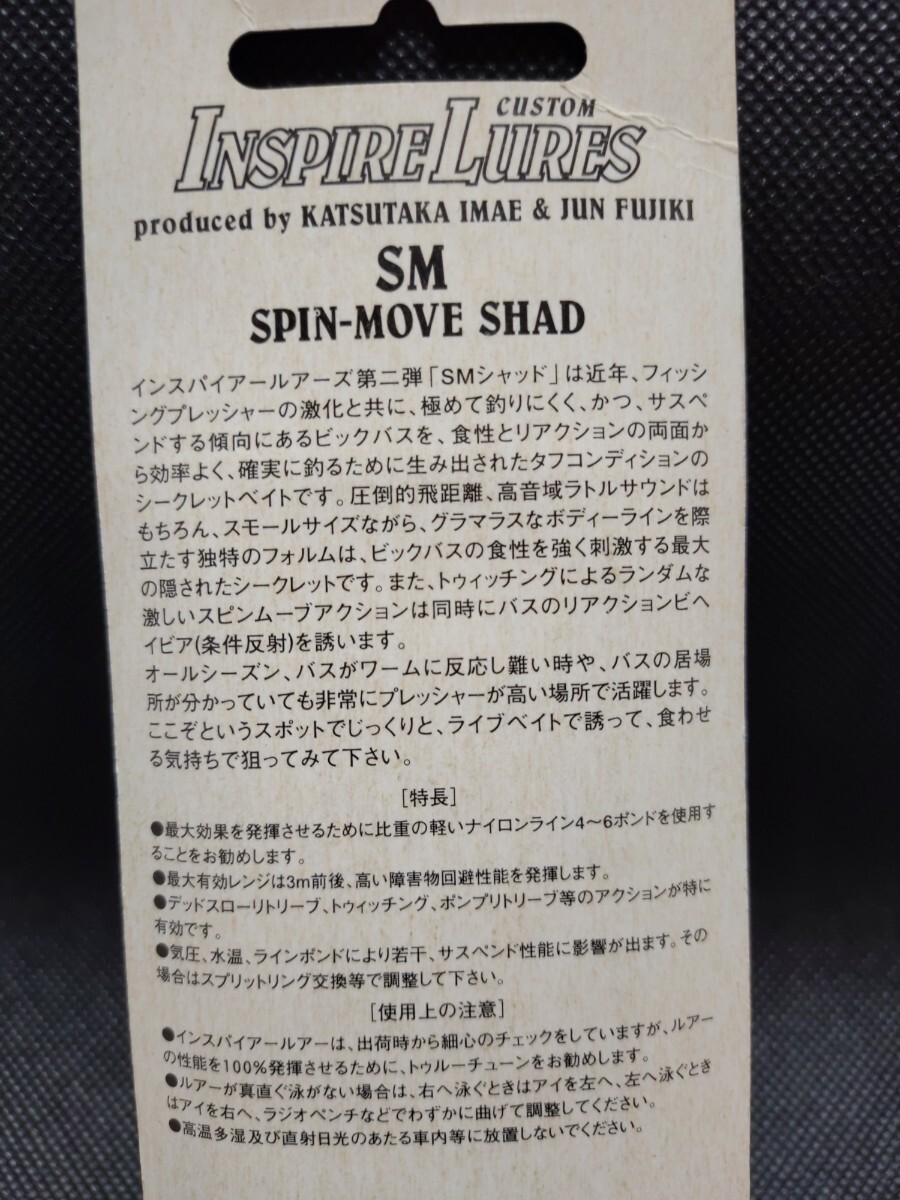 CUSTOM
INSPIRE LURES
produced by KATSUTAKA IMAE & JUN FUJIKI
SM
SPIN-MOVE SHAD
インスパイアールアーズ第二弾「SMシャッド」は近年、フィッシ
ングプレッシャーの激化と共に、極めて釣りにくく、かつ、サスペ
ンドする傾向にあるビックバスを、食性とリアクションの両面か
ら効率よく、確実に釣るために生み出されたタフコンディションの
シークレットベイトです。圧倒的飛距離、高音域ラトルサウンドは
もちろん、スモールサイズながら、グラマラスなボディーラインを際
立たす独特のフォルムは、ビックバスの食性を強く刺激する最大
の隠されたシークレットです。また、トゥィッチングによるランダムな
激しいスピンムーブアクションは同時にバスのリアクションビヘ
イビア(条件反射)を誘います。
オールシーズン、バスがワームに反応し難い時や、バスの居場
所が分かっていても非常にプレッシャーが高い場所で活躍します。
ここぞというスポットでじっくりと、ライブベイトで誘って、食わせ
る気持ちで狙ってみて下さい。
[特長]
●最大効果を発揮させるために比重の軽いナイロンライン4〜6ポンドを使用す
ることをお勧めします。
●最大有効レンジは3m前後、高い障害物回避性能を発揮します。
●デッドスローリトリーブ、トゥィッチング、ポンプリトリーブ等のアクションが特に
有効です。
●気圧、水温、ラインポンドにより若干、サスペンド性能に影響が出ます。その
場合はスプリットリング交換等で調整して下さい。
[使用上の注意]
●インスパイアールアーは、出荷時から細心のチェックをしていますが、ルアー
の性能を100%発揮させるために、トゥルーチューンをお勧めします。
●ルアーが真直ぐ泳がない場合は、右へ泳ぐときはアイを左へ、左へ泳ぐとき
はアイを右へ、ラジオペンチなどでわずかに曲げて調整してください。
●高温多湿及び直射日光のあたる車内等に放置しないでください。